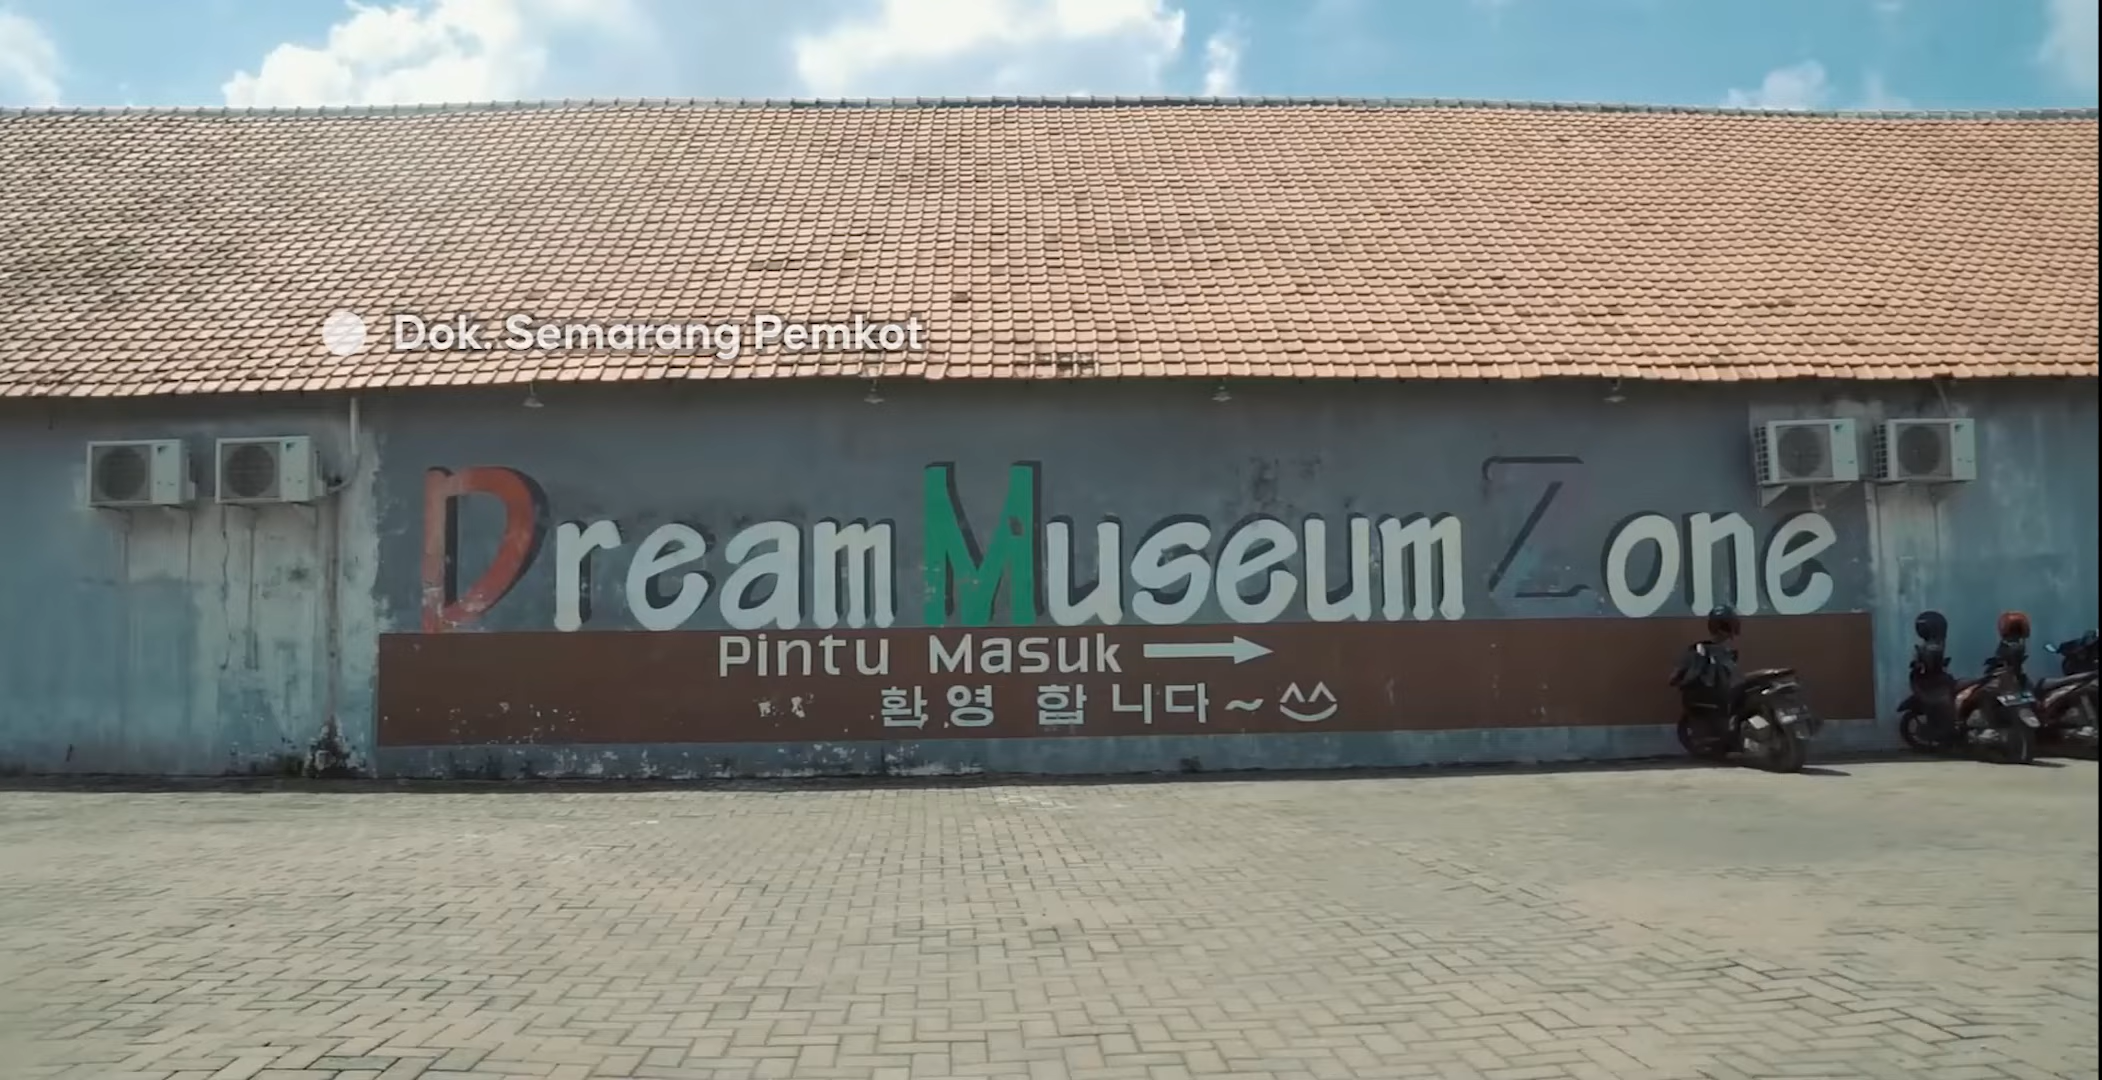 Dok. Semarang Pemkot
Dream Museum Zone
Pintu Masuk →
환영 합니다~